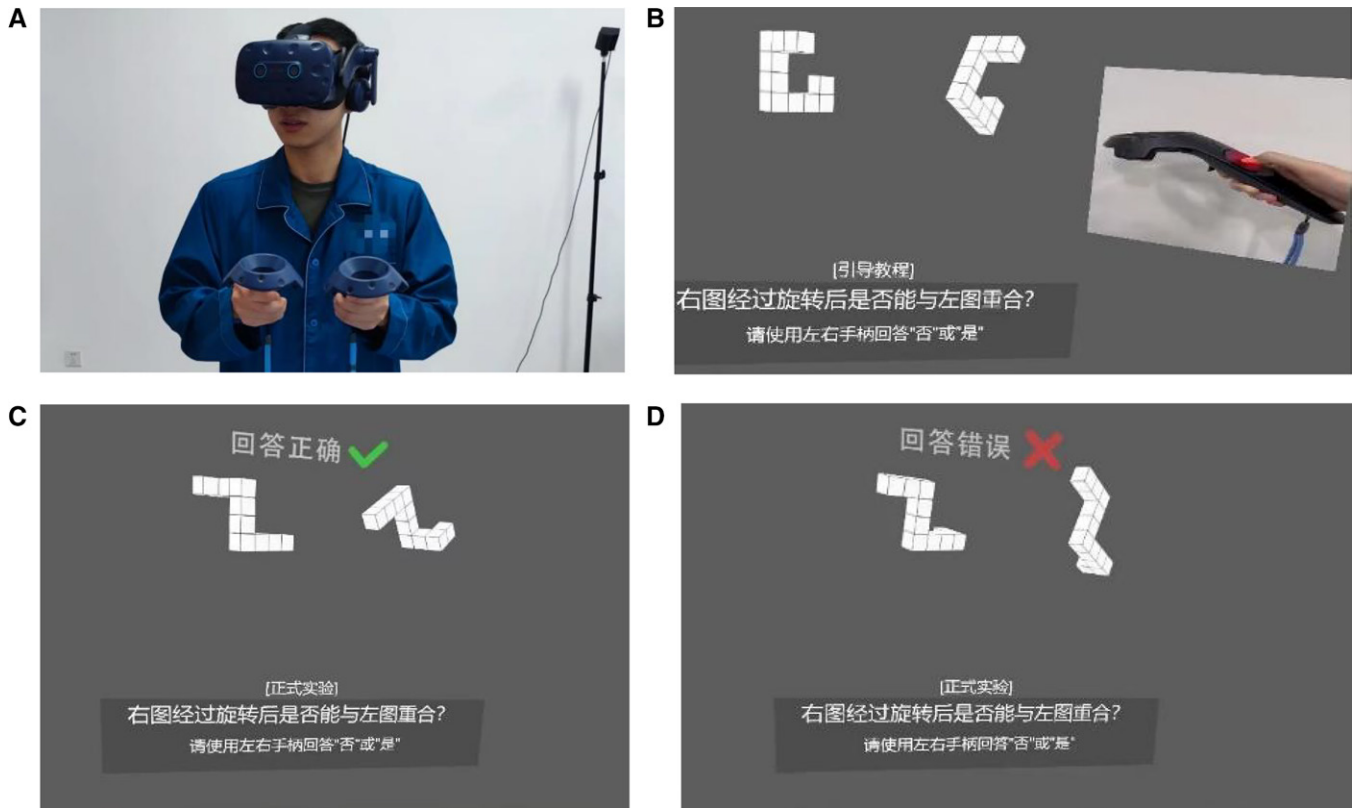 A
B
[引导教程]
右图经过旋转后是否能与左图重合?
请使用左右手柄回答"否"或"是"
C
回答正确
[正式实验]
右图经过旋转后是否能与左图重合?
请使用左右手柄回答"否"或"是"
D
回答错误
[正式实验]
右图经过旋转后是否能与左图重合?
请使用左右手柄回答"否"或"是"